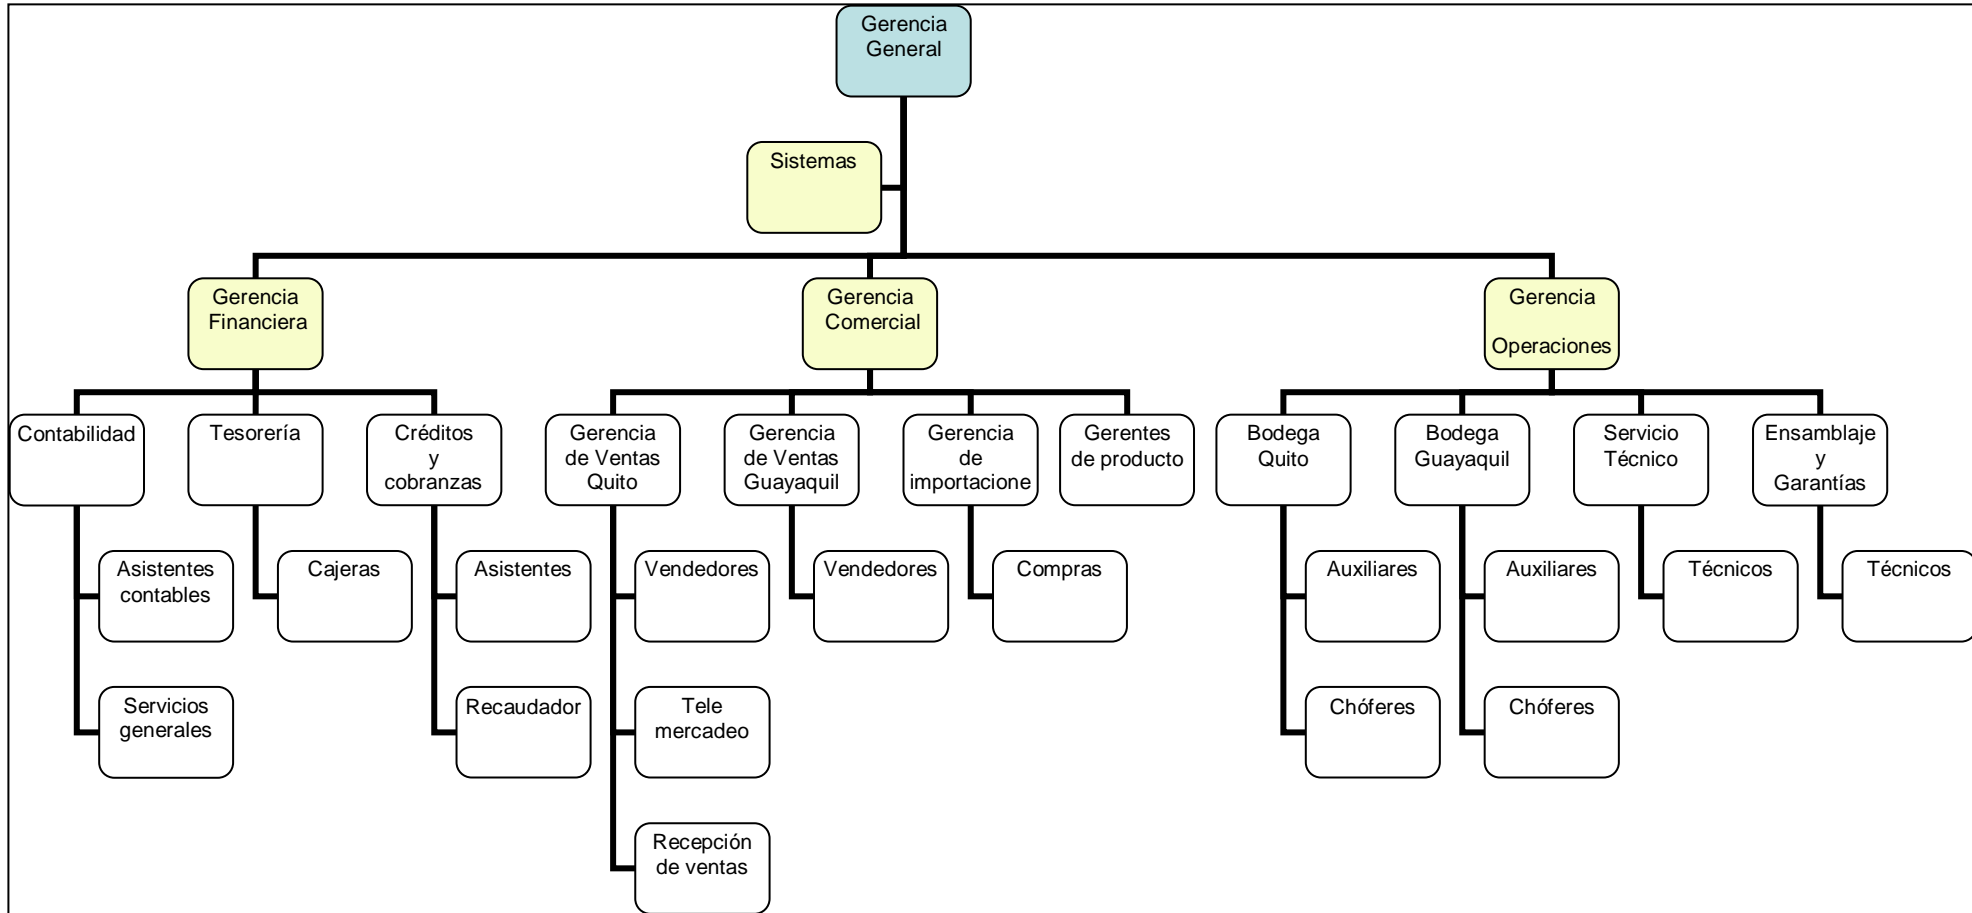 Gerencia
General
Sistemas
Gerencia
Financiera
Gerencia
Comercial
Gerencia
Operaciones
Contabilidad
Tesorería
Créditos
y
cobranzas
Gerencia
de Ventas
Quito
Gerencia
de Ventas
Guayaquil
Gerencia
de
importacione
Gerentes
de producto
Bodega
Quito
Bodega
Guayaquil
Servicio
Técnico
Ensamblaje
y
Garantías
Asistentes
contables
Cajeras
Asistentes
Vendedores
Vendedores
Compras
Auxiliares
Auxiliares
Técnicos
Técnicos
Servicios
generales
Recaudador
Tele
mercadeo
Chóferes
Chóferes
Recepción
de ventas